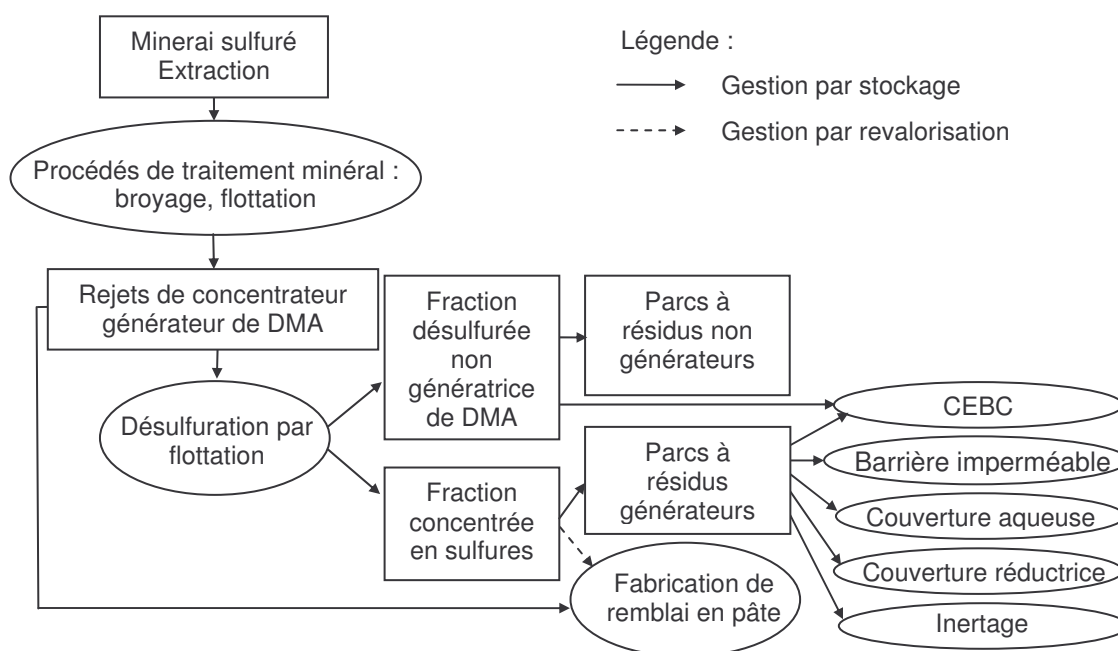 Minerai sulfuré
Extraction
Légende :
Gestion par stockage
Gestion par revalorisation
Procédés de traitement minéral :
broyage, flottation
Rejets de concentrateur
générateur de DMA
Fraction
désulfurée
non
génératrice
de DMA
Parcs à
résidus non
générateurs
Désulfuration par
flottation
Fraction
concentrée
en sulfures
Parcs à
résidus
générateurs
CEBC
Barrière imperméable
Couverture aqueuse
Couverture réductrice
Inertage
Fabrication de
remblai en pâte